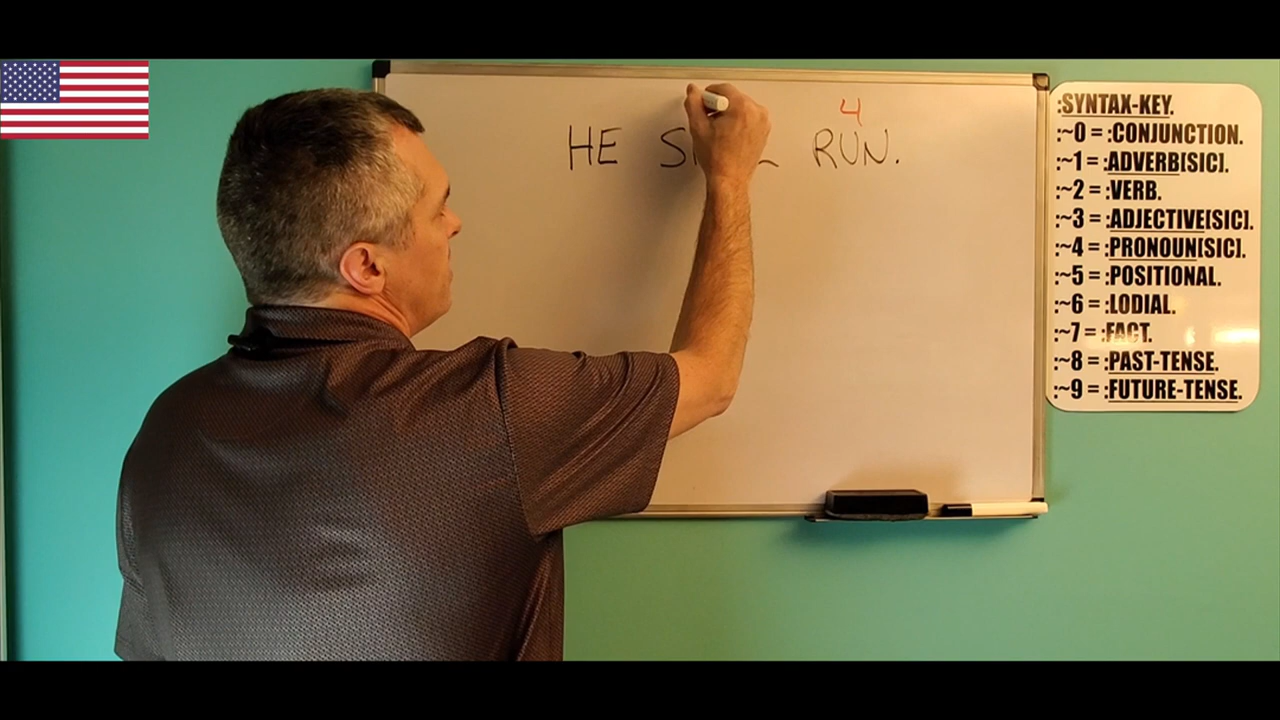 4
HE RUN.
:SYNTAX-KEY.
:~0 = :CONJUNCTION.
:~1 = :ADVERB[SIC].
:~2 = :VERB.
:~3 = :ADJECTIVE[SIC].
:~4 = :PRONOUN[SIC].
:~5 = :POSITIONAL.
:~6 = :LODIAL.
:~7 = :FACT.
:~8 = :PAST-TENSE.
:~9 = :FUTURE-TENSE.